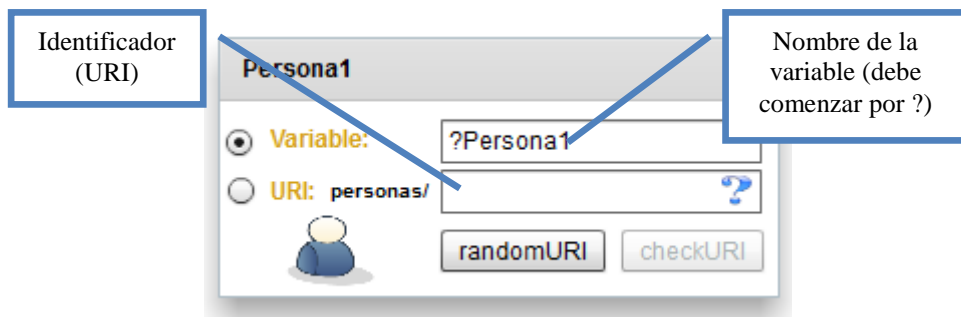 Identificador
(URI)
Nombre de la
variable (debe
comenzar por ?)
Persona1
Variable: ?Persona1
URI: personas/ ?
randomURI checkURI